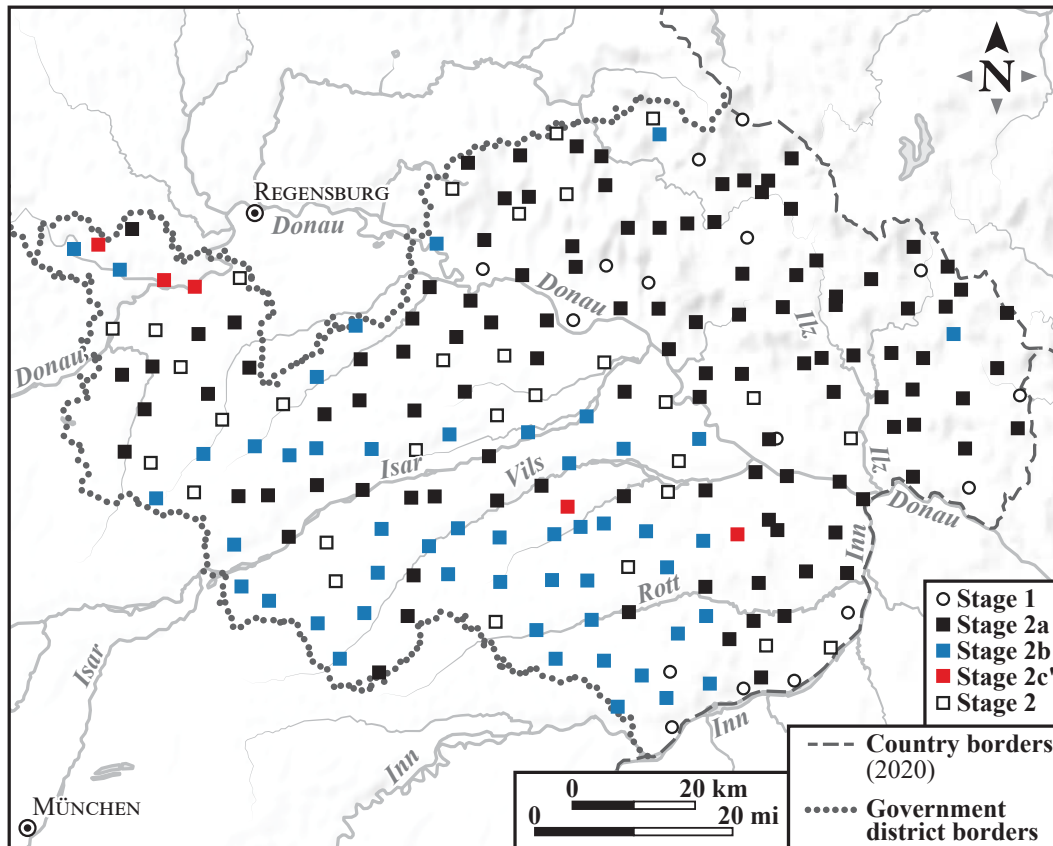 N
REGENSBURG
Donau
Donau
Donau
Ilz
Isar
Vils
Ilz
Donau
Inn
Rott
Isar
Inn
Inn
MÜNCHEN
Stage 1
Stage 2a
Stage 2b
Stage 2c'
Stage 2
Country borders
(2020)
Government
district borders
0 20 km
0 20 mi